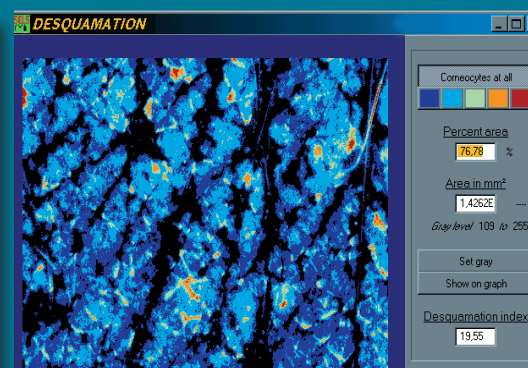 SELS
DESQUAMATION
Corneocytes at all
Percent area
76,78 %
Area in mm²
1,4262E ....
Gray level 109 to 255
Set gray
Show on graph
Desquamation index
19,55